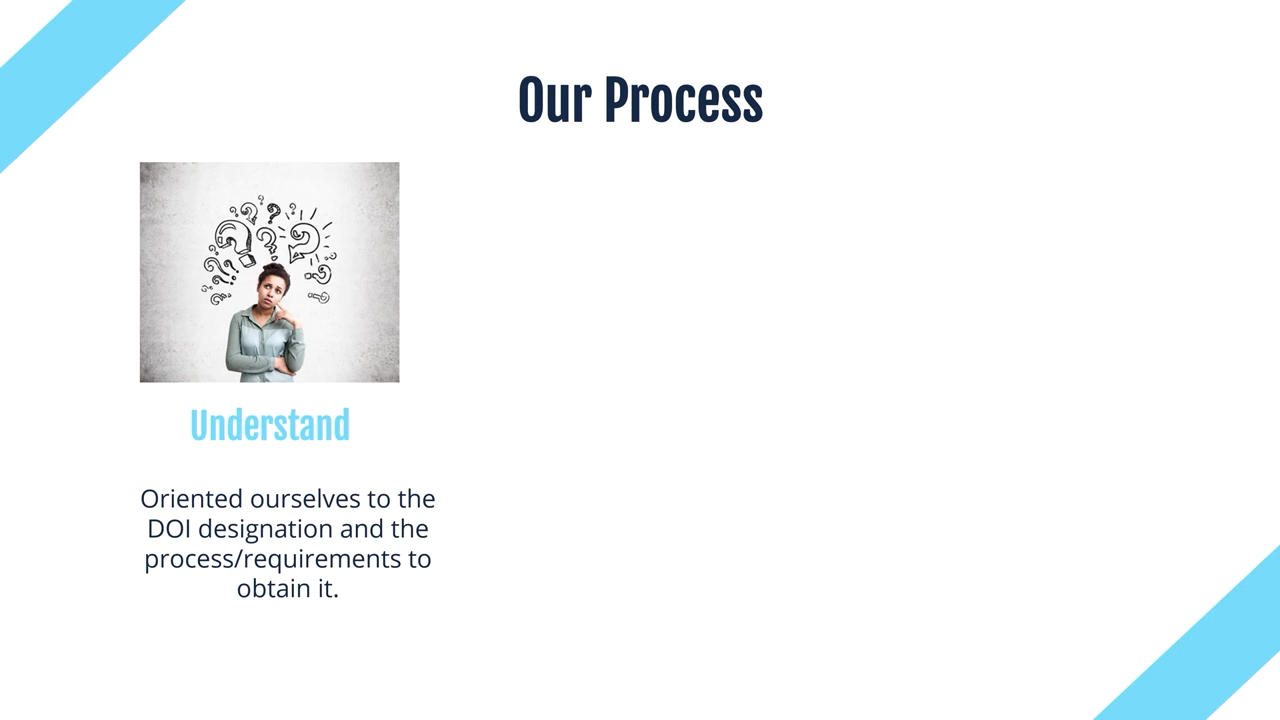 Our Process
Understand
Oriented ourselves to the
DOI designation and the
process/requirements to
obtain it.